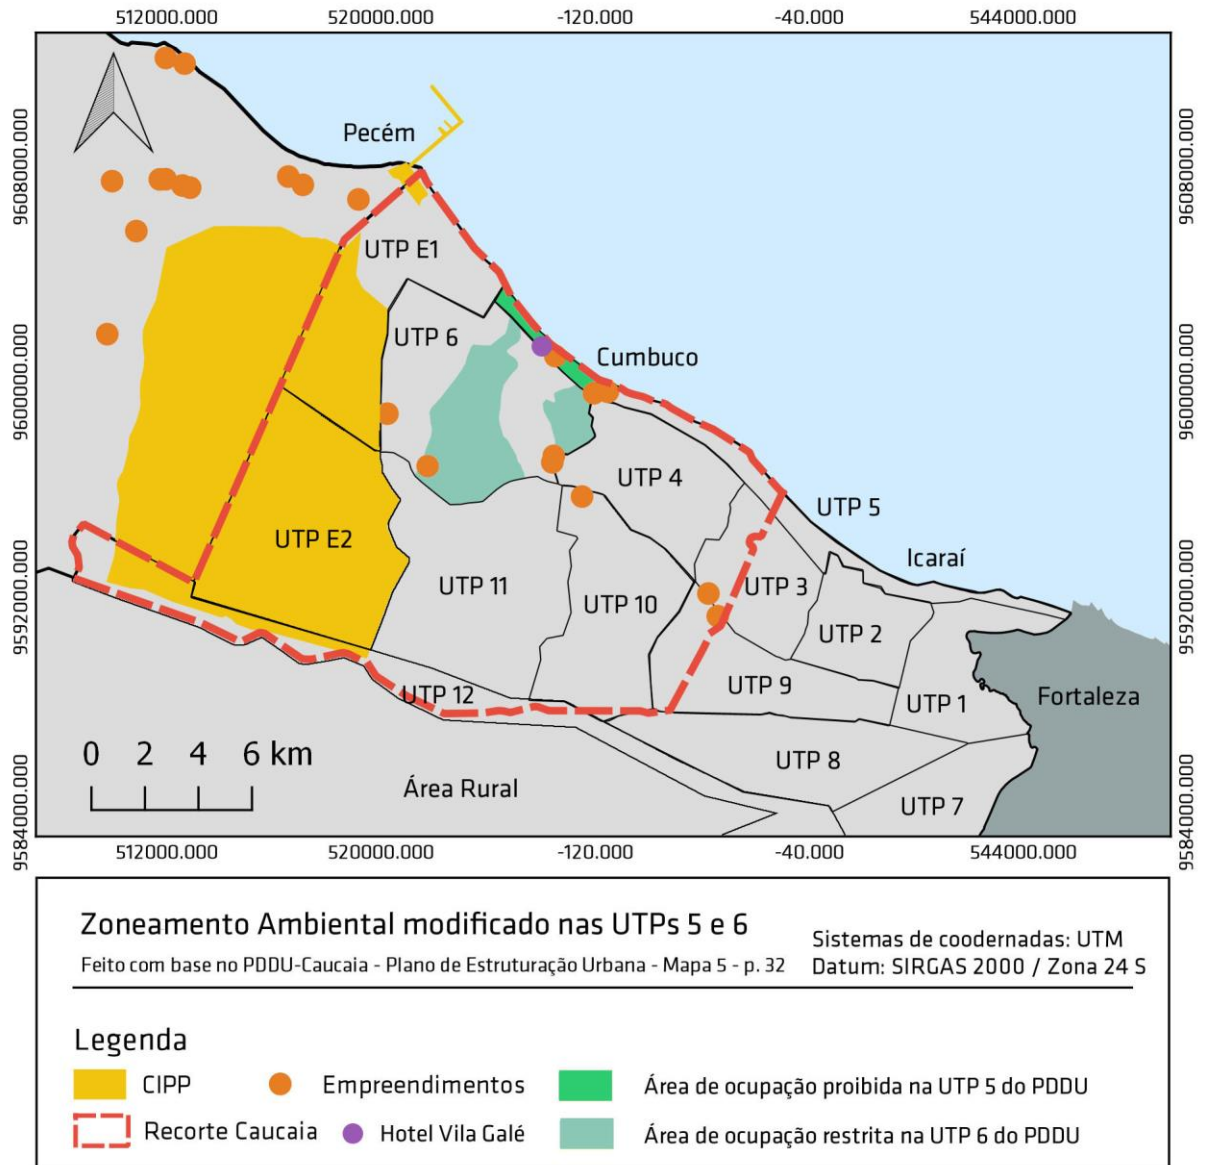 512000.000 520000.000 -120.000 -40.000 544000.000
9608000.000
9608000.000
Pecém
UTP E1
UTP 6
Cumbuco
9600000.000
9600000.000
UTP 4
UTP 5
UTP E2
Icaraí
UTP 11
UTP 3
UTP 10
9592000.000
9592000.000
UTP 2
UTP 9
UTP 12
UTP 1
Fortaleza
0 2 4 6 km
UTP 8
Área Rural
UTP 7
9584000.000
9584000.000
512000.000 520000.000 -120.000 -40.000 544000.000
Zoneamento Ambiental modificado nas UTPs 5 e 6
Feito com base no PDDU-Caucaia - Plano de Estruturação Urbana - Mapa 5 - p. 32
Sistemas de coodernadas: UTM
Datum: SIRGAS 2000 / Zona 24 S
Legenda
CIPP
Empreendimentos
Área de ocupação proibida na UTP 5 do PDDU
Recorte Caucaia
Hotel Vila Galé
Área de ocupação restrita na UTP 6 do PDDU